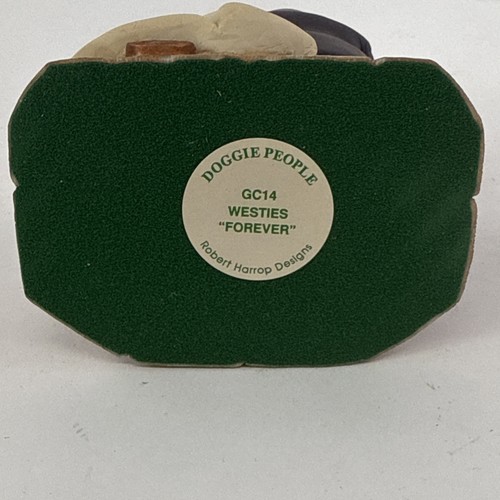 DOGGIE PEOPLE
GC14
WESTIES
"FOREVER"
Robert Harrop Designs